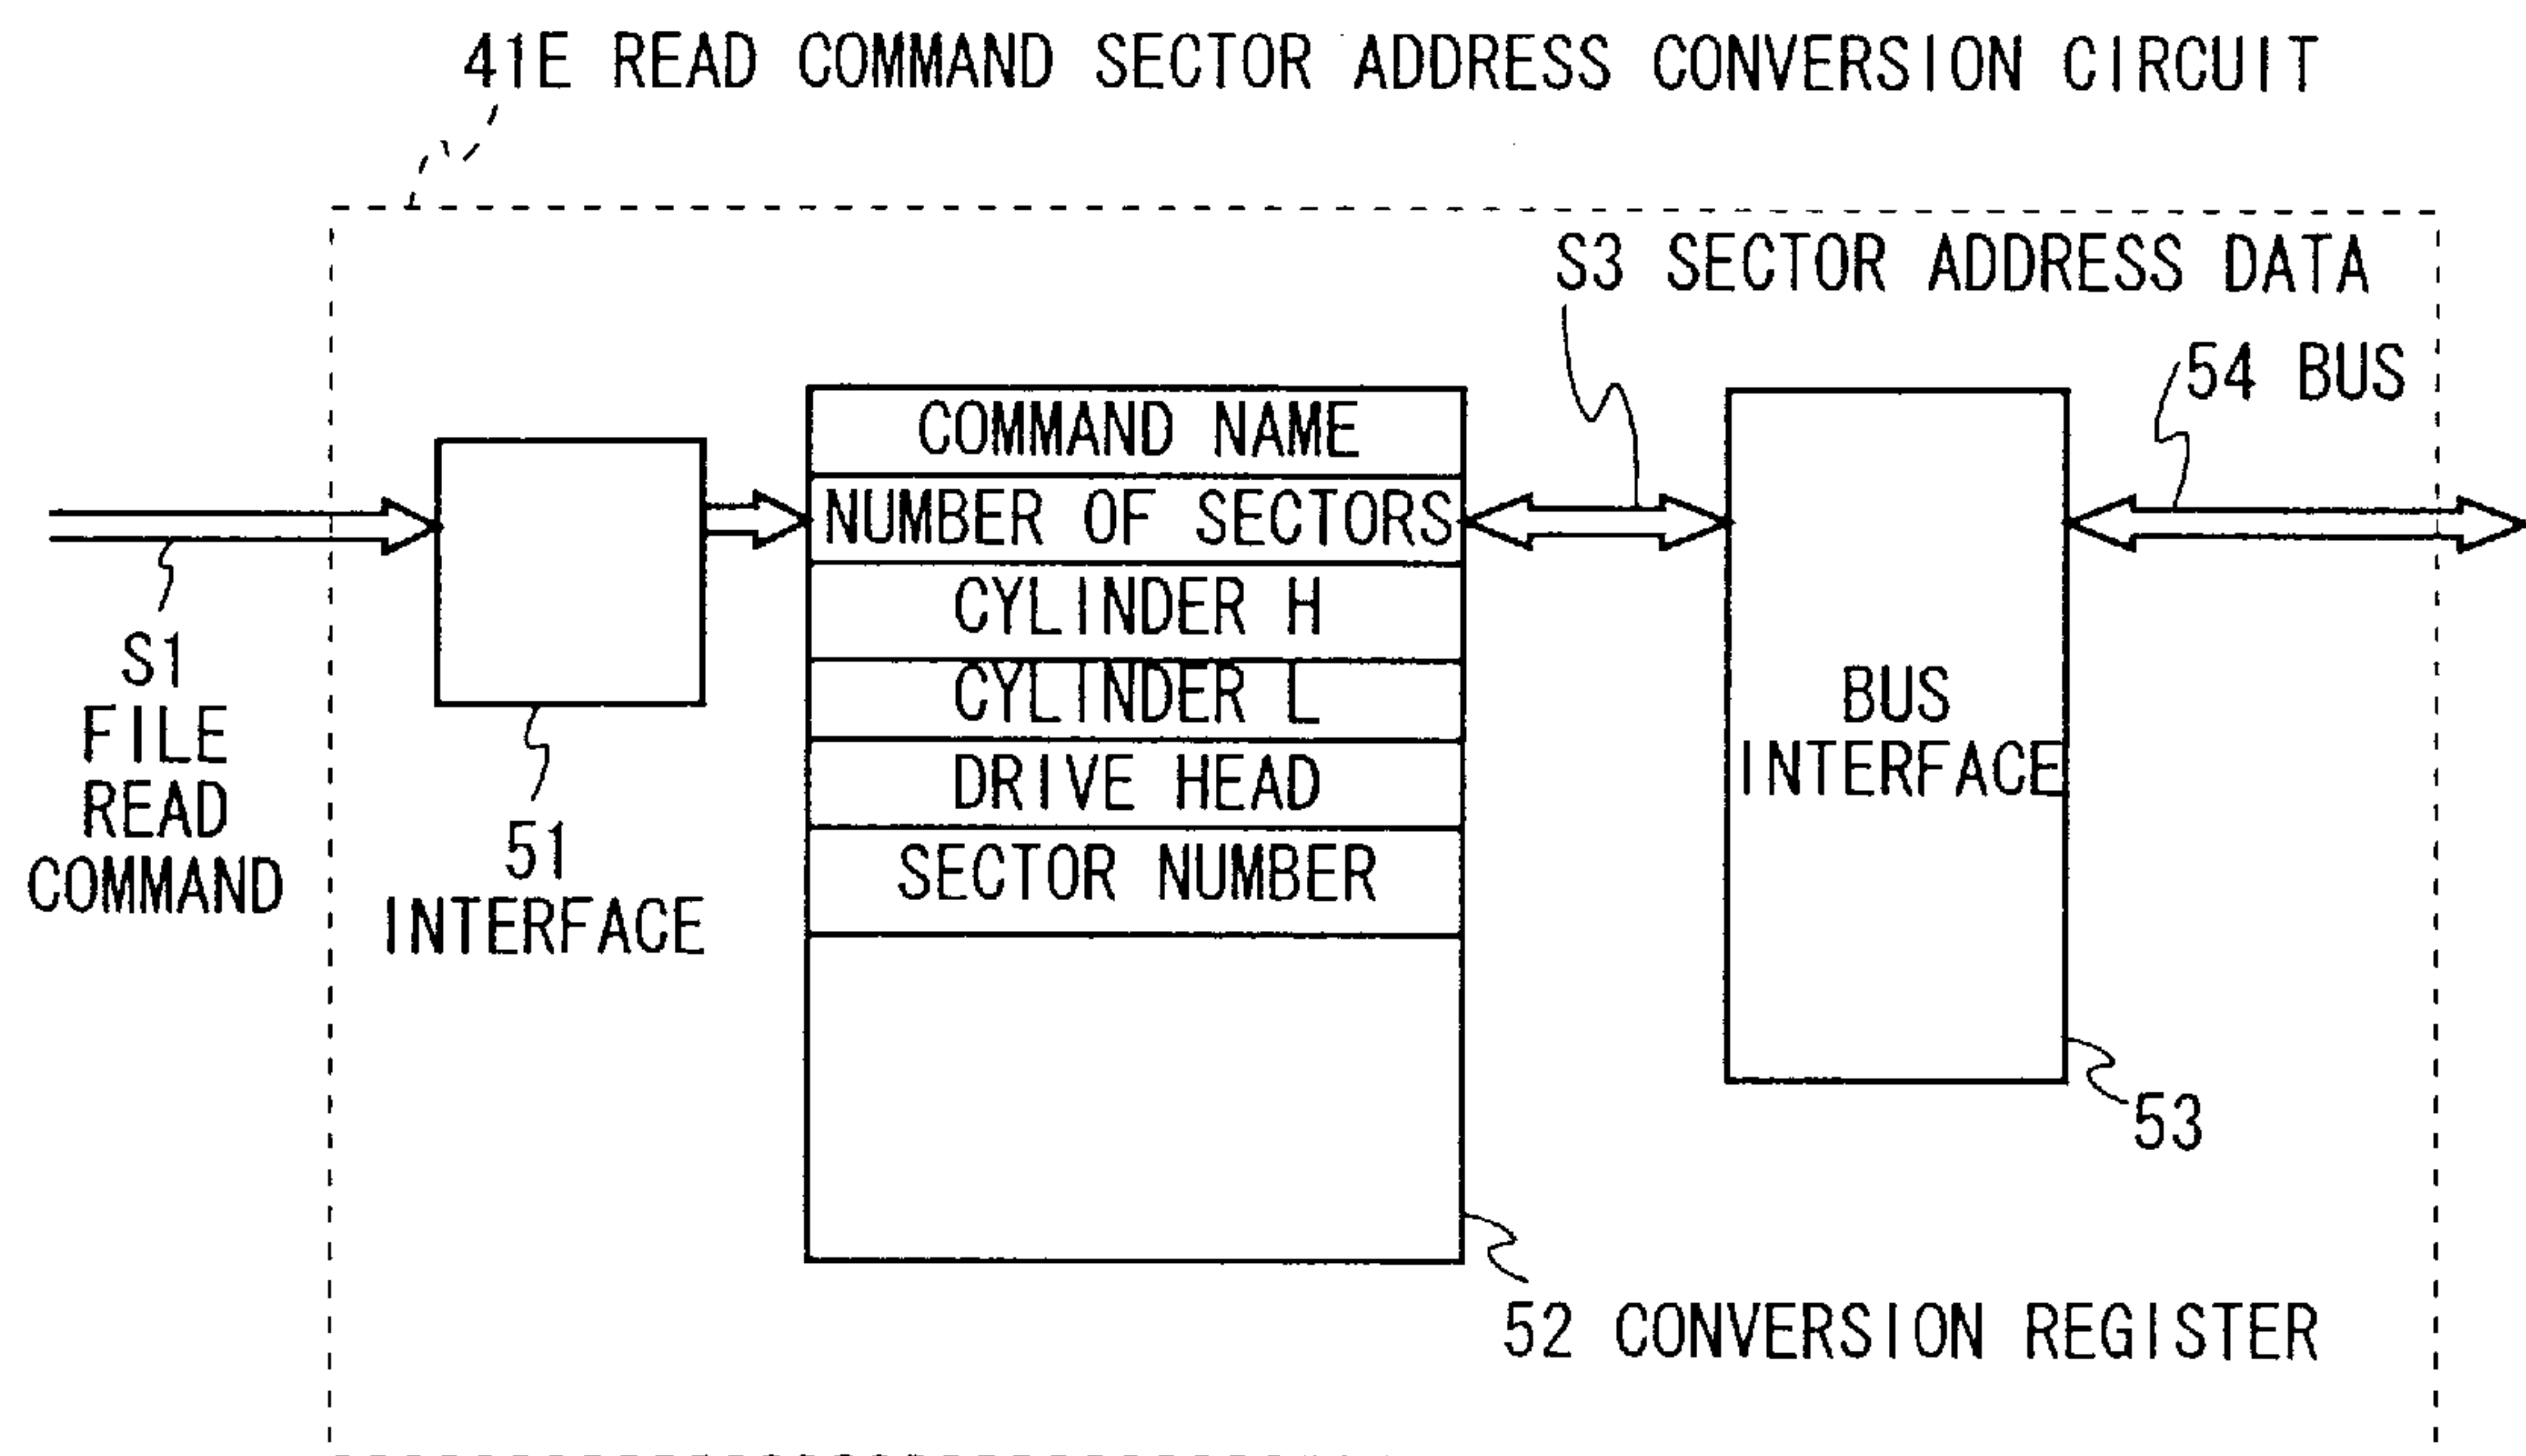 41E READ COMMAND SECTOR ADDRESS CONVERSION CIRCUIT
S3 SECTOR ADDRESS DATA
54 BUS
COMMAND NAME
NUMBER OF SECTORS
CYLINDER H
CYLINDER L
DRIVE HEAD
SECTOR NUMBER
S1
FILE
READ
COMMAND
51
INTERFACE
BUS
INTERFACE
53
52 CONVERSION REGISTER